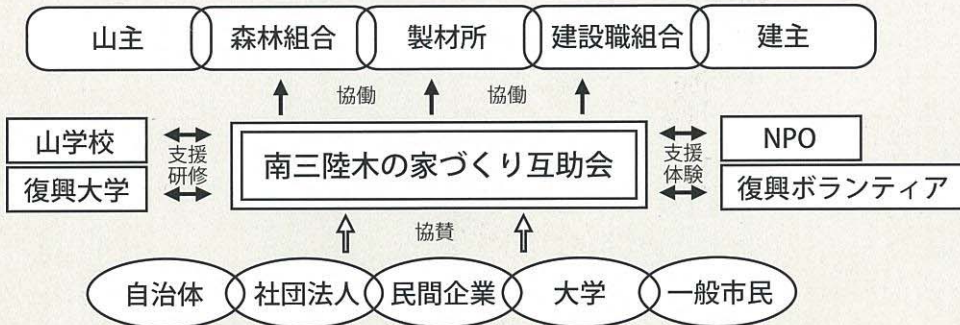 山主 森林組合 製材所 建設職組合 建主
協働 協働
山学校
復興大学
支援
研修
南三陸木の家づくり互助会
支援
体験
NPO
復興ボランティア
協賛
自治体 社団法人 民間企業 大学 一般市民